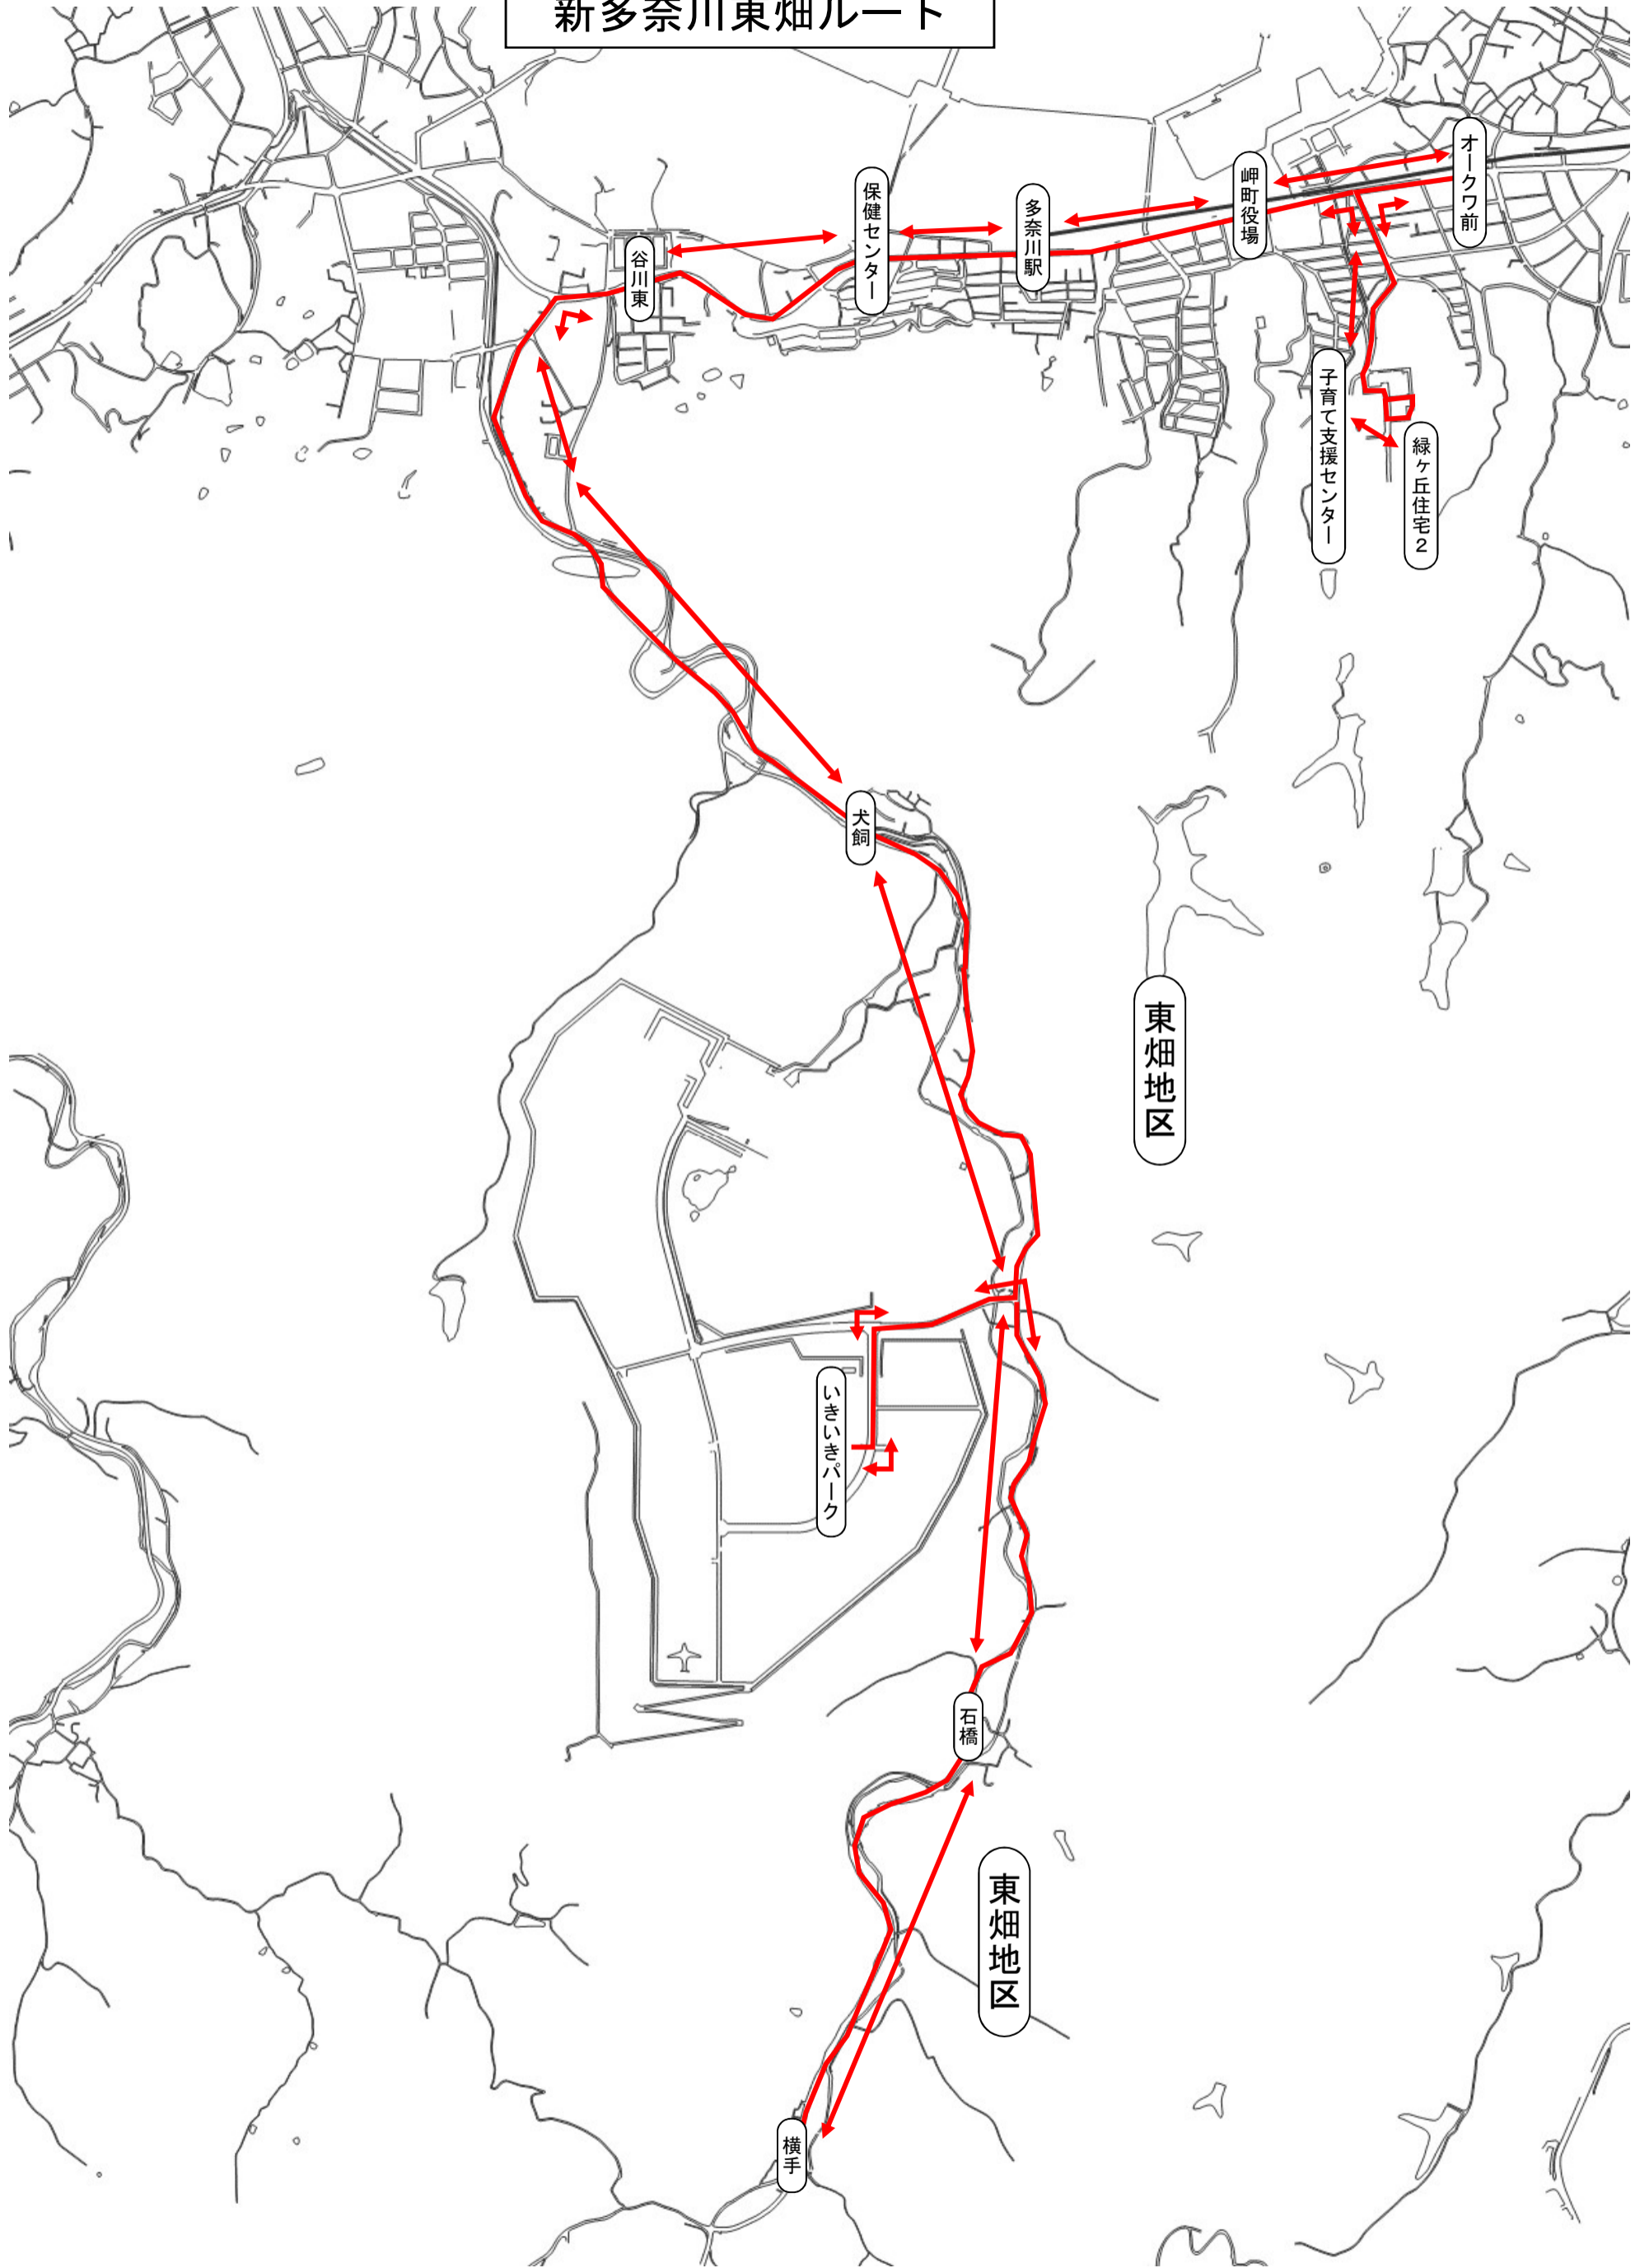 新多奈川東畑ルート
オークワ前
岬町役場
保健センター
多奈川駅
谷川東
子育て支援センター
緑ヶ丘住宅2
犬飼
東畑地区
いきいきパーク
石橋
東畑地区
横手